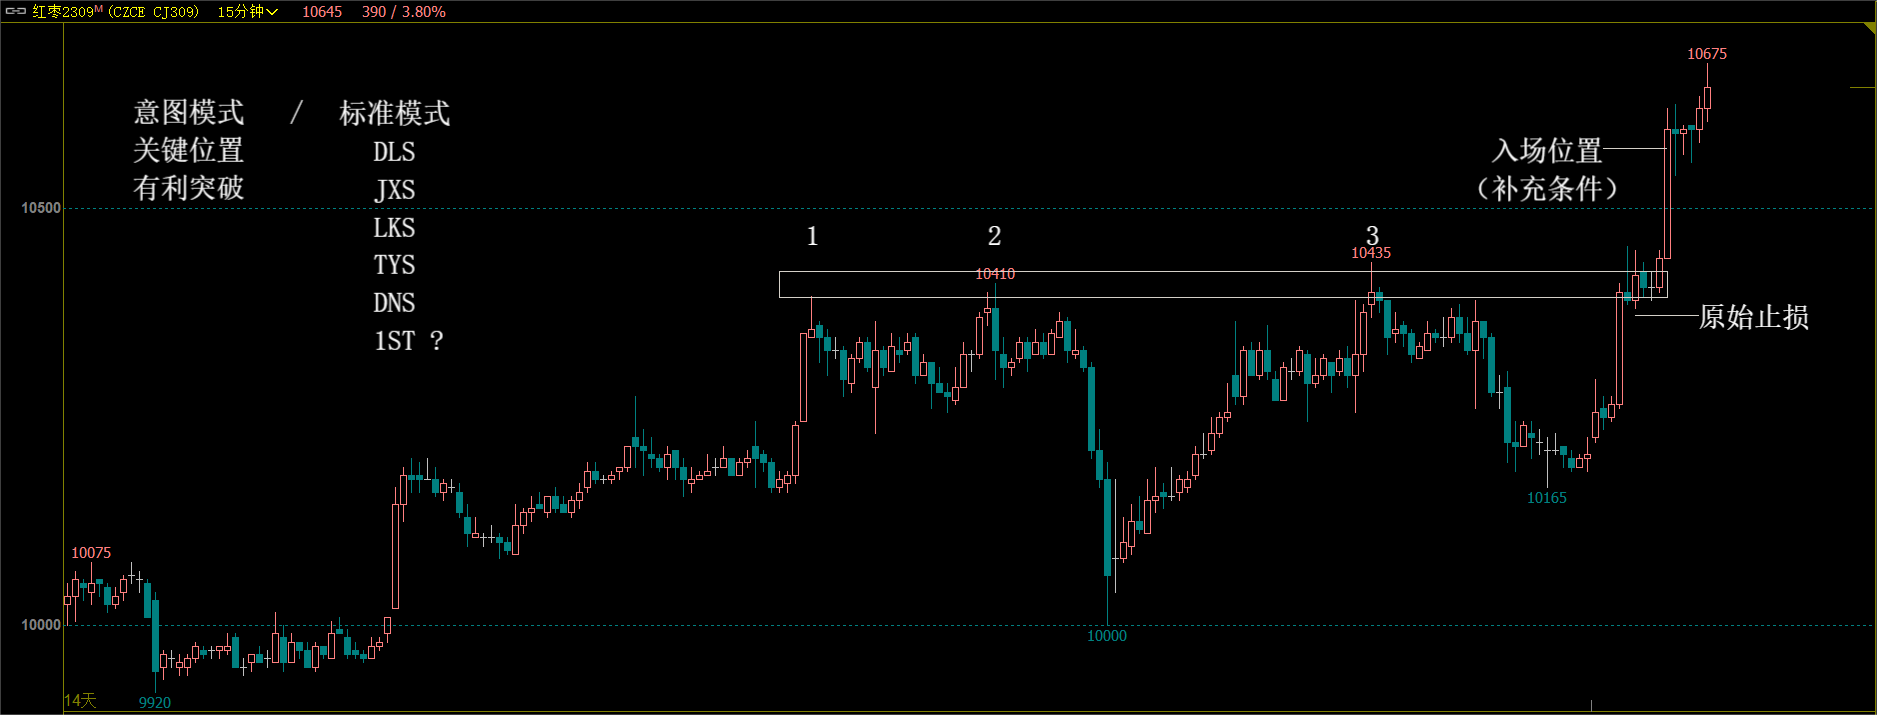 红枣2309M (CZCE CJ309) 15分钟 10645 390 / 3.80%
10675
意图模式 / 标准模式
关键位置 DLS
有利突破 JXS
LKS
TYS
DNS
1ST ?
入场位置
(补充条件)
10500
1 2 3
10435
10410
原始止损
10165
10075
10000
10000
14天
9920